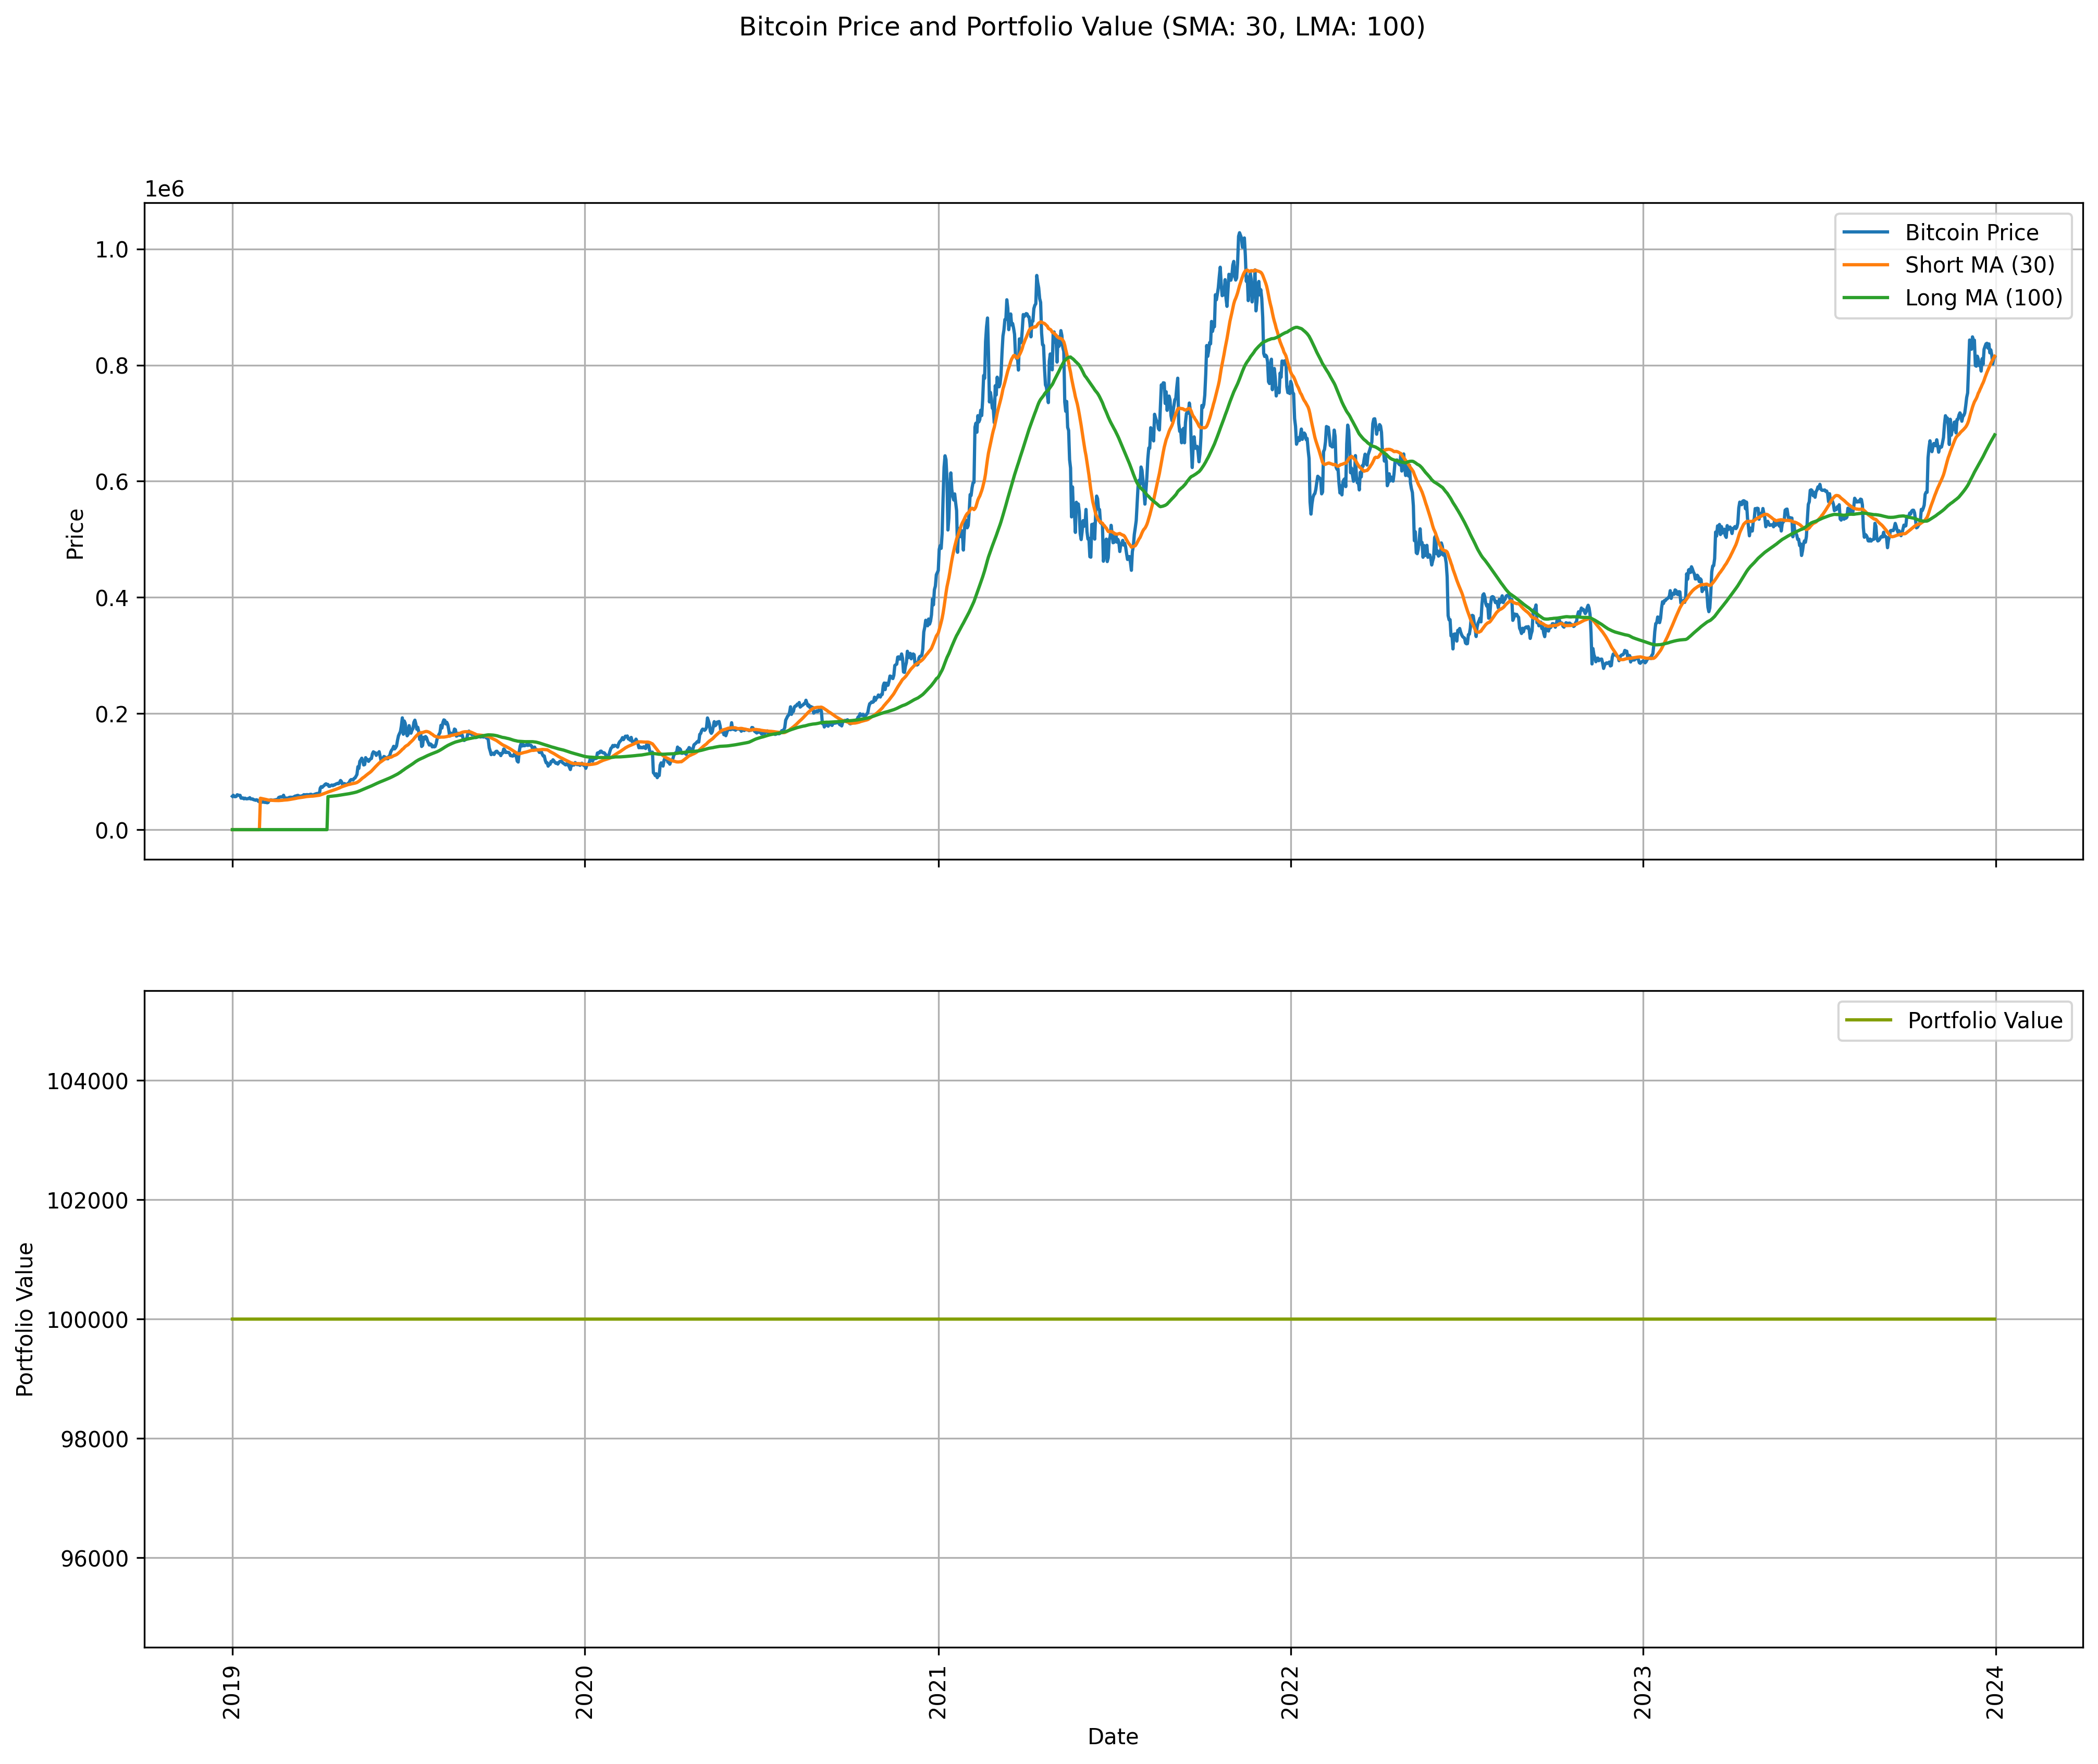 Bitcoin Price and Portfolio Value (SMA: 30, LMA: 100)
1e6
1.0
0.8
0.6
0.4
0.2
0.0
Price
Bitcoin Price
Short MA (30)
Long MA (100)
104000
102000
100000
98000
96000
Portfolio Value
Portfolio Value
2019
2020
2021
2022
2023
2024
Date